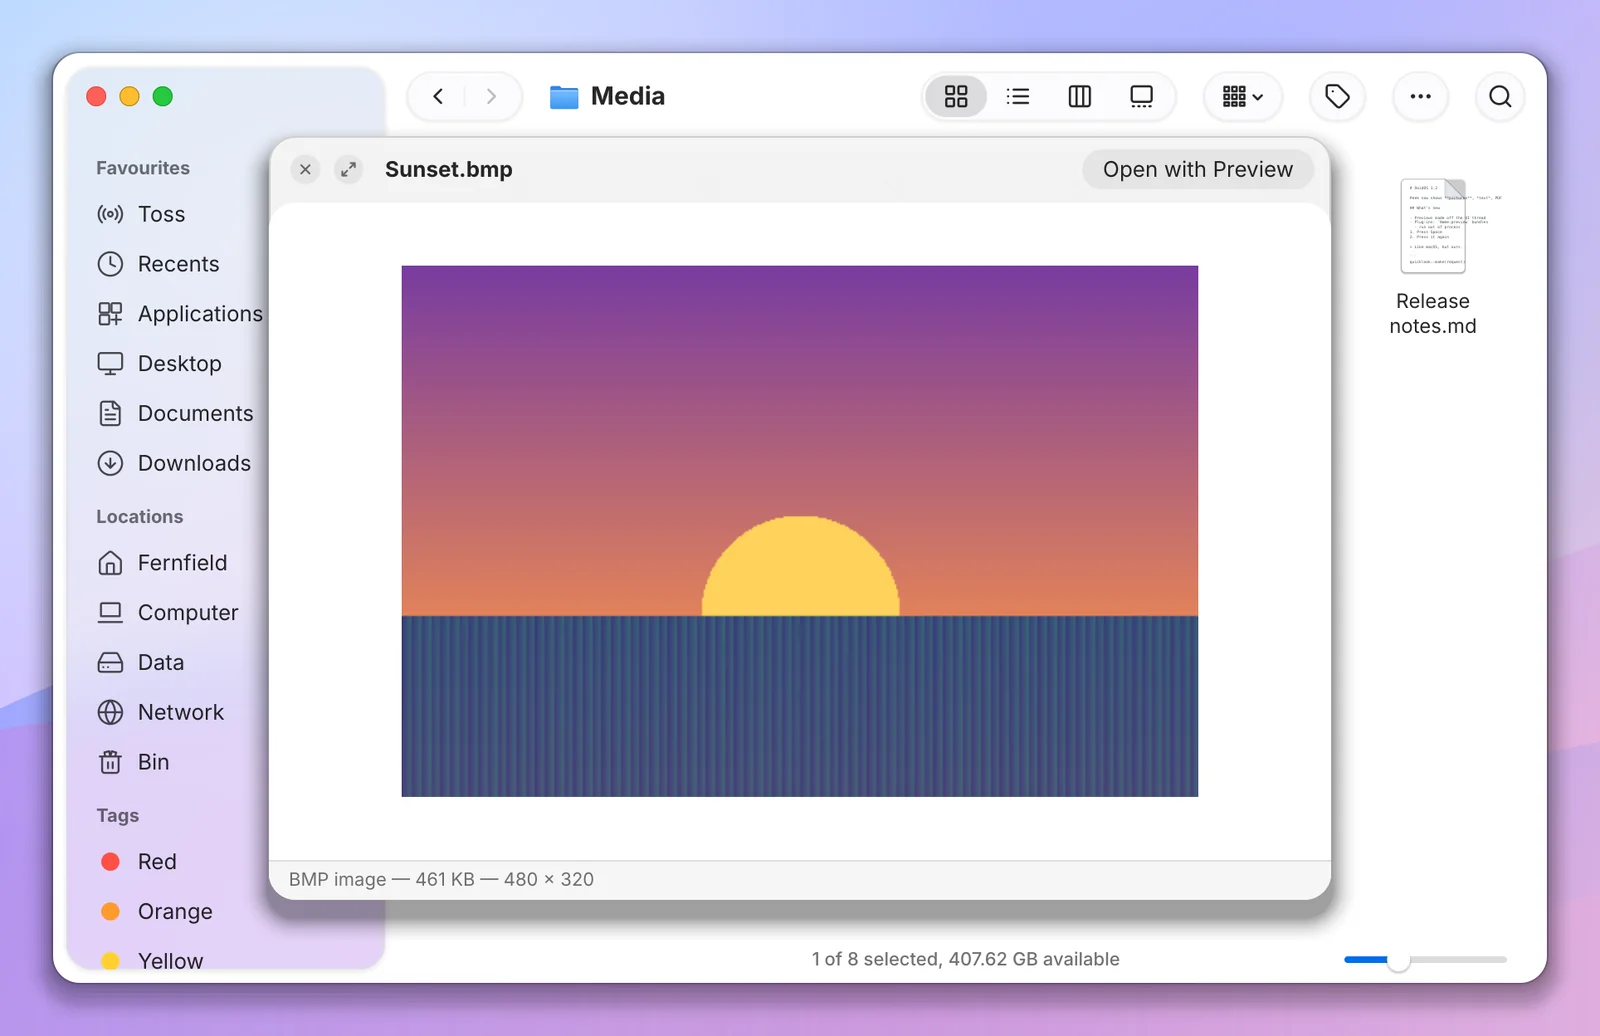 Media
Favourites
Toss
Recents
Applications
Desktop
Documents
Downloads
Locations
Fernfield
Computer
Data
Network
Bin
Tags
Red
Orange
Yellow
Sunset.bmp
Open with Preview
BMP image — 461 KB — 480 × 320
Release
notes.md
1 of 8 selected, 407.62 GB available